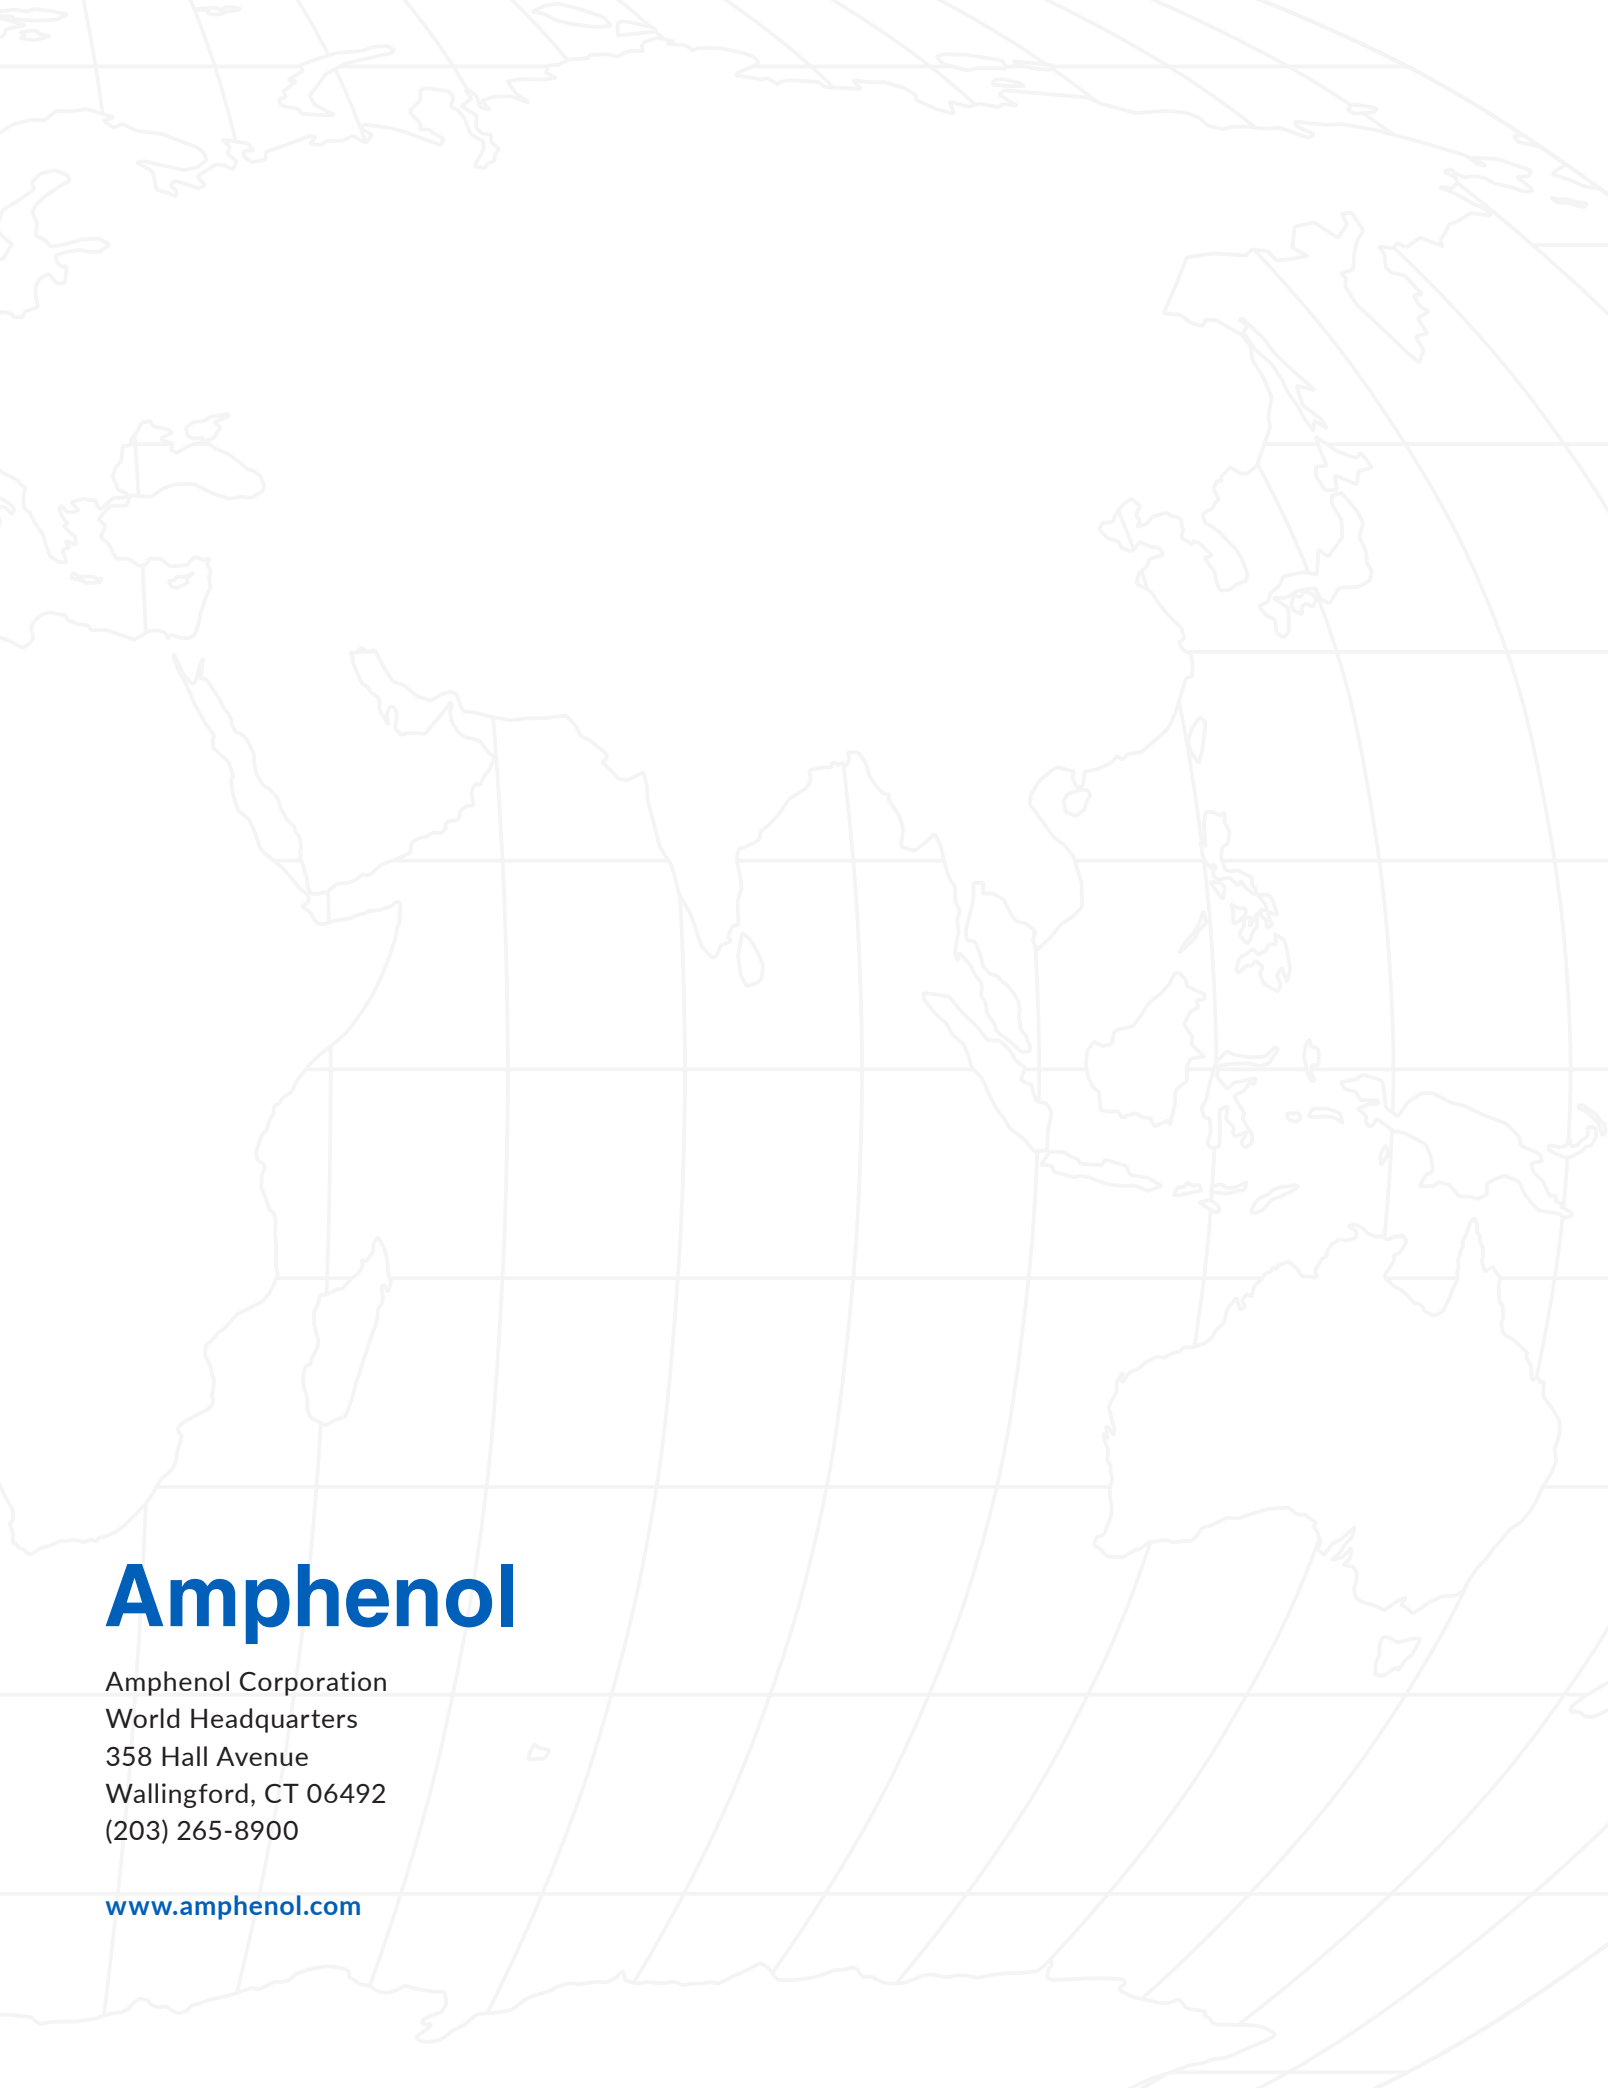 Amphenol
Amphenol Corporation
World Headquarters
358 Hall Avenue
Wallingford, CT 06492
(203) 265-8900
www.amphenol.com